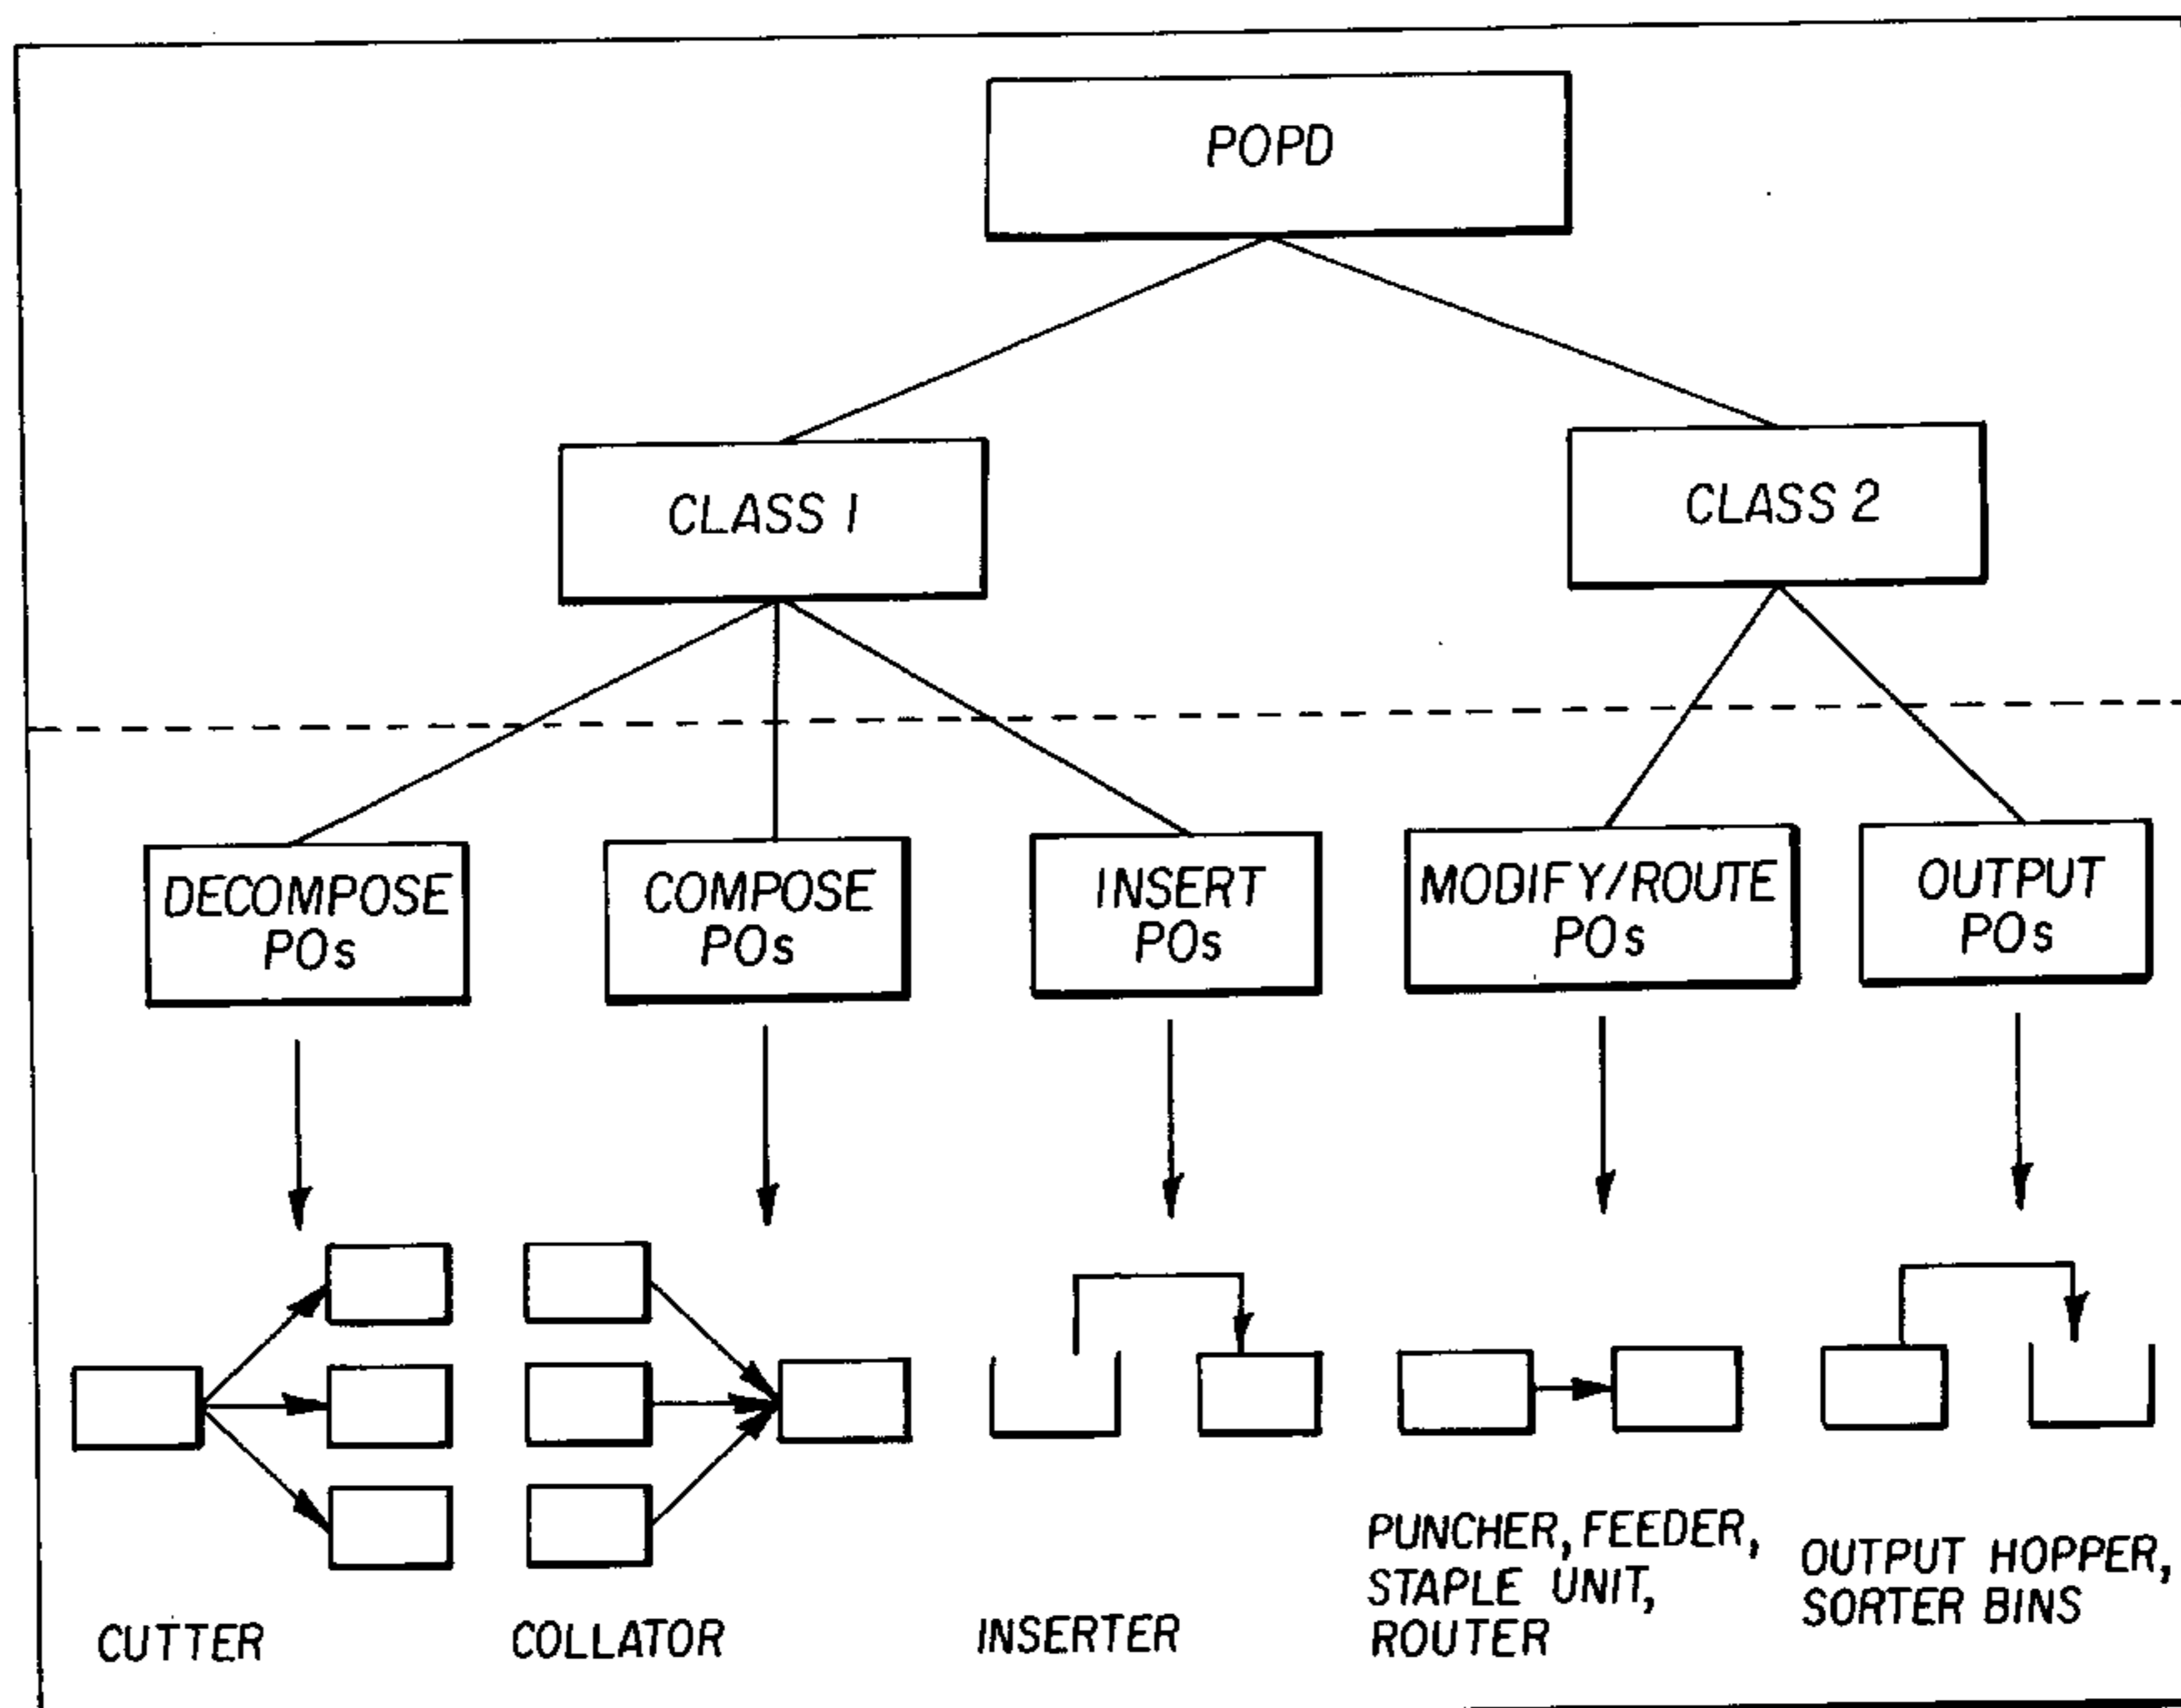 POPD
CLASS 1
CLASS 2
DECOMPOSE
POs
COMPOSE
POs
INSERT
POs
MODIFY/ROUTE
POs
OUTPUT
POs
CUTTER
COLLATOR
INSERTER
PUNCHER, FEEDER,
STAPLE UNIT,
ROUTER
OUTPUT HOPPER,
SORTER BINS